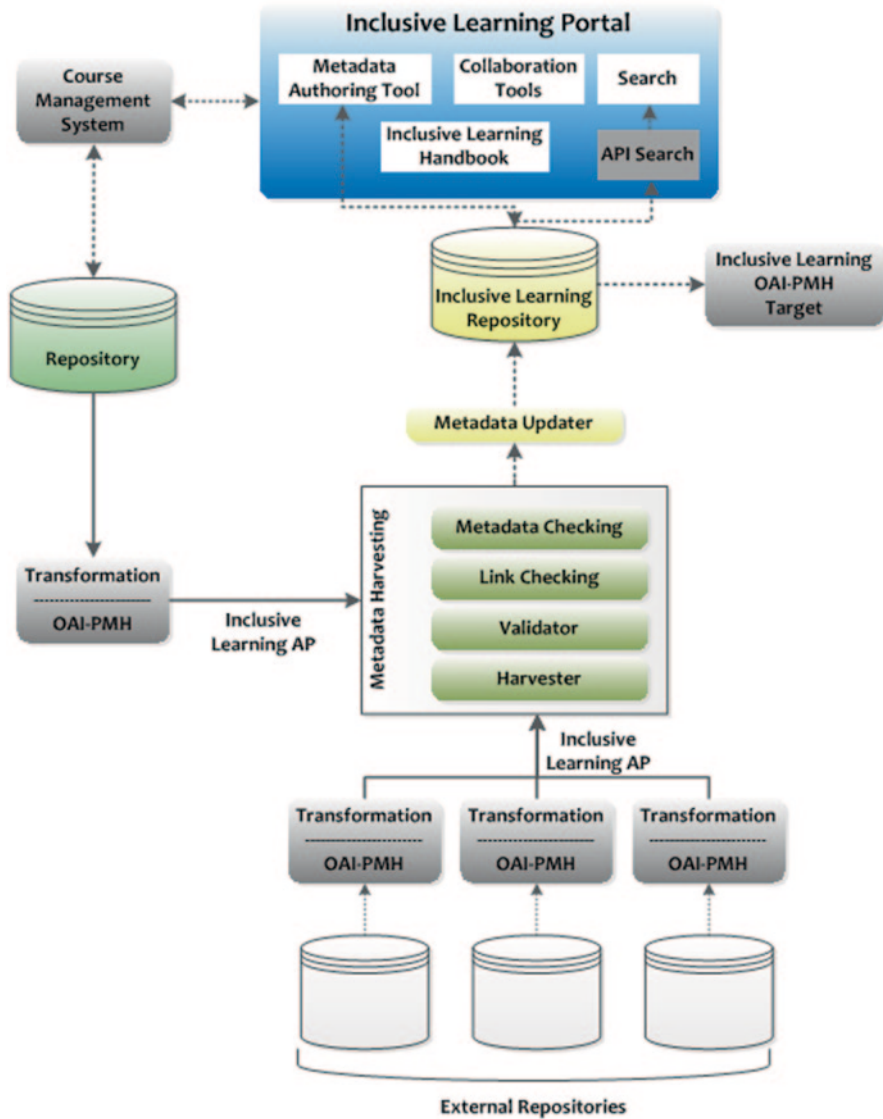 Inclusive Learning Portal
Metadata
Authoring Tool
Collaboration
Tools
Search
Inclusive Learning
Handbook
API Search
Course
Management
System
Inclusive Learning
Repository
Inclusive Learning
OAI-PMH
Target
Repository
Metadata Updater
Metadata Harvesting
Metadata Checking
Link Checking
Validator
Harvester
Transformation
OAI-PMH
Inclusive
Learning AP
Inclusive
Learning AP
Transformation
OAI-PMH
Transformation
OAI-PMH
Transformation
OAI-PMH
External Repositories